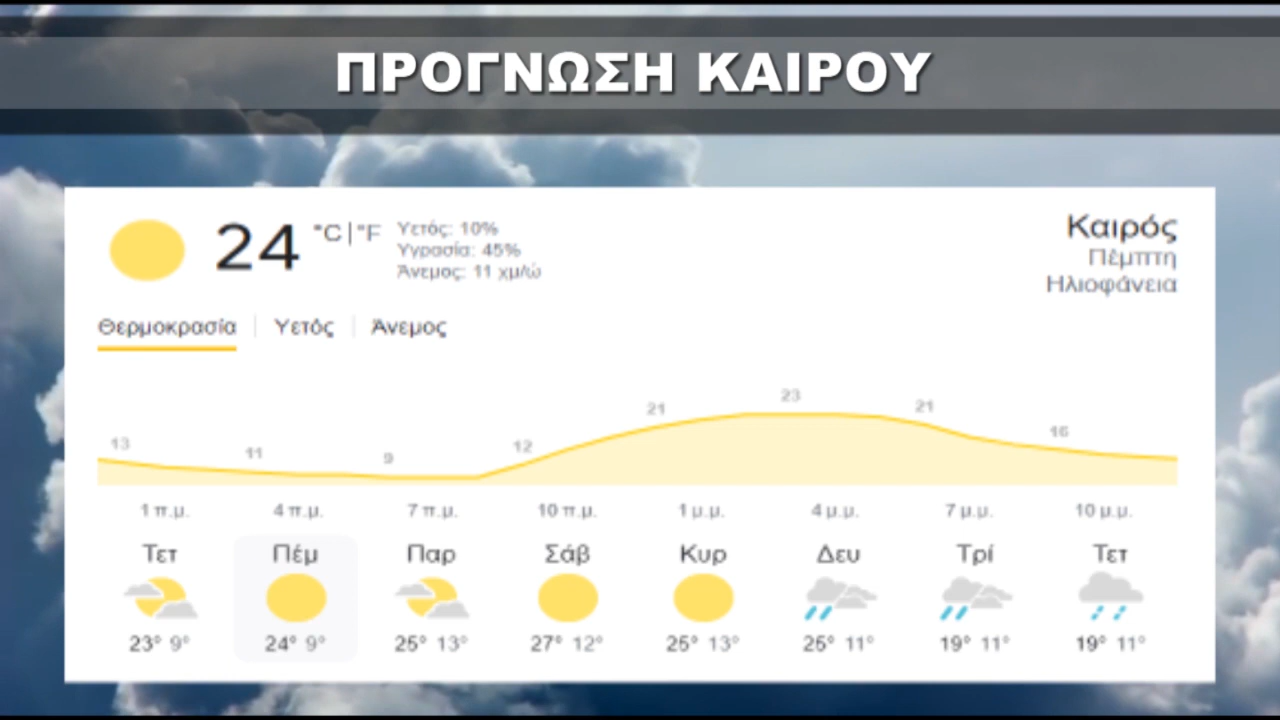 ΠΡΟΓΝΩΣΗ ΚΑΙΡΟΥ
24 °C | °F
Υετός: 10%
Υγρασία: 45%
Άνεμος: 11 χμ/ώ
Καιρός
Πέμπτη
Ηλιοφάνεια
Θερμοκρασία | Υετός | Άνεμος
13 11 9 12 21 23 21 16
1 π.μ. 4 π.μ. 7 π.μ. 10 π.μ. 1 μ.μ. 4 μ.μ. 7 μ.μ. 10 μ.μ.
Τετ Πέμ Παρ Σάβ Κυρ Δευ Τρί Τετ
23° 9° 24° 9° 25° 13° 27° 12° 25° 13° 25° 11° 19° 11° 19° 11°